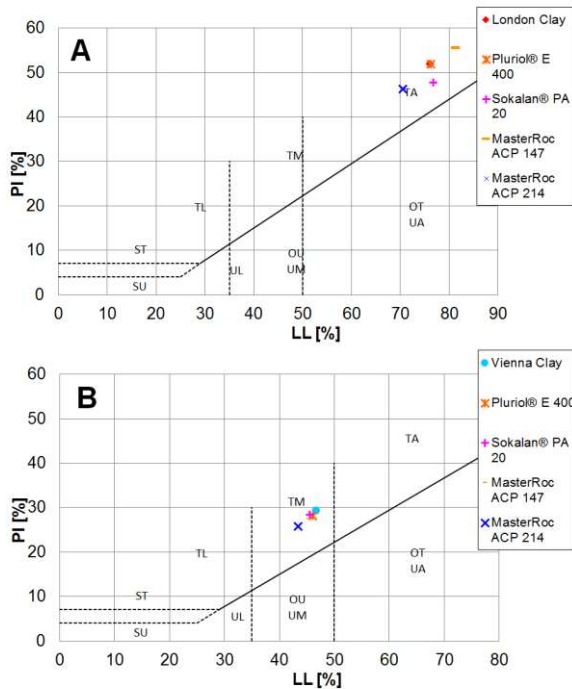 A
60
50
40
30
20
10
0
PI [%]
0 10 20 30 40 50 60 70 80 90
LL [%]
ST
SU
TL
UL
TM
OU
UM
TA
OT
UA
London Clay
Pluriol® E
400
Sokalan® PA
20
MasterRoc
ACP 147
MasterRoc
ACP 214
B
60
50
40
30
20
10
0
PI [%]
0 10 20 30 40 50 60 70 80
LL [%]
ST
SU
TL
UL
TM
OU
UM
TA
OT
UA
Vienna Clay
Pluriol® E 400
Sokalan® PA
20
MasterRoc
ACP 147
MasterRoc
ACP 214